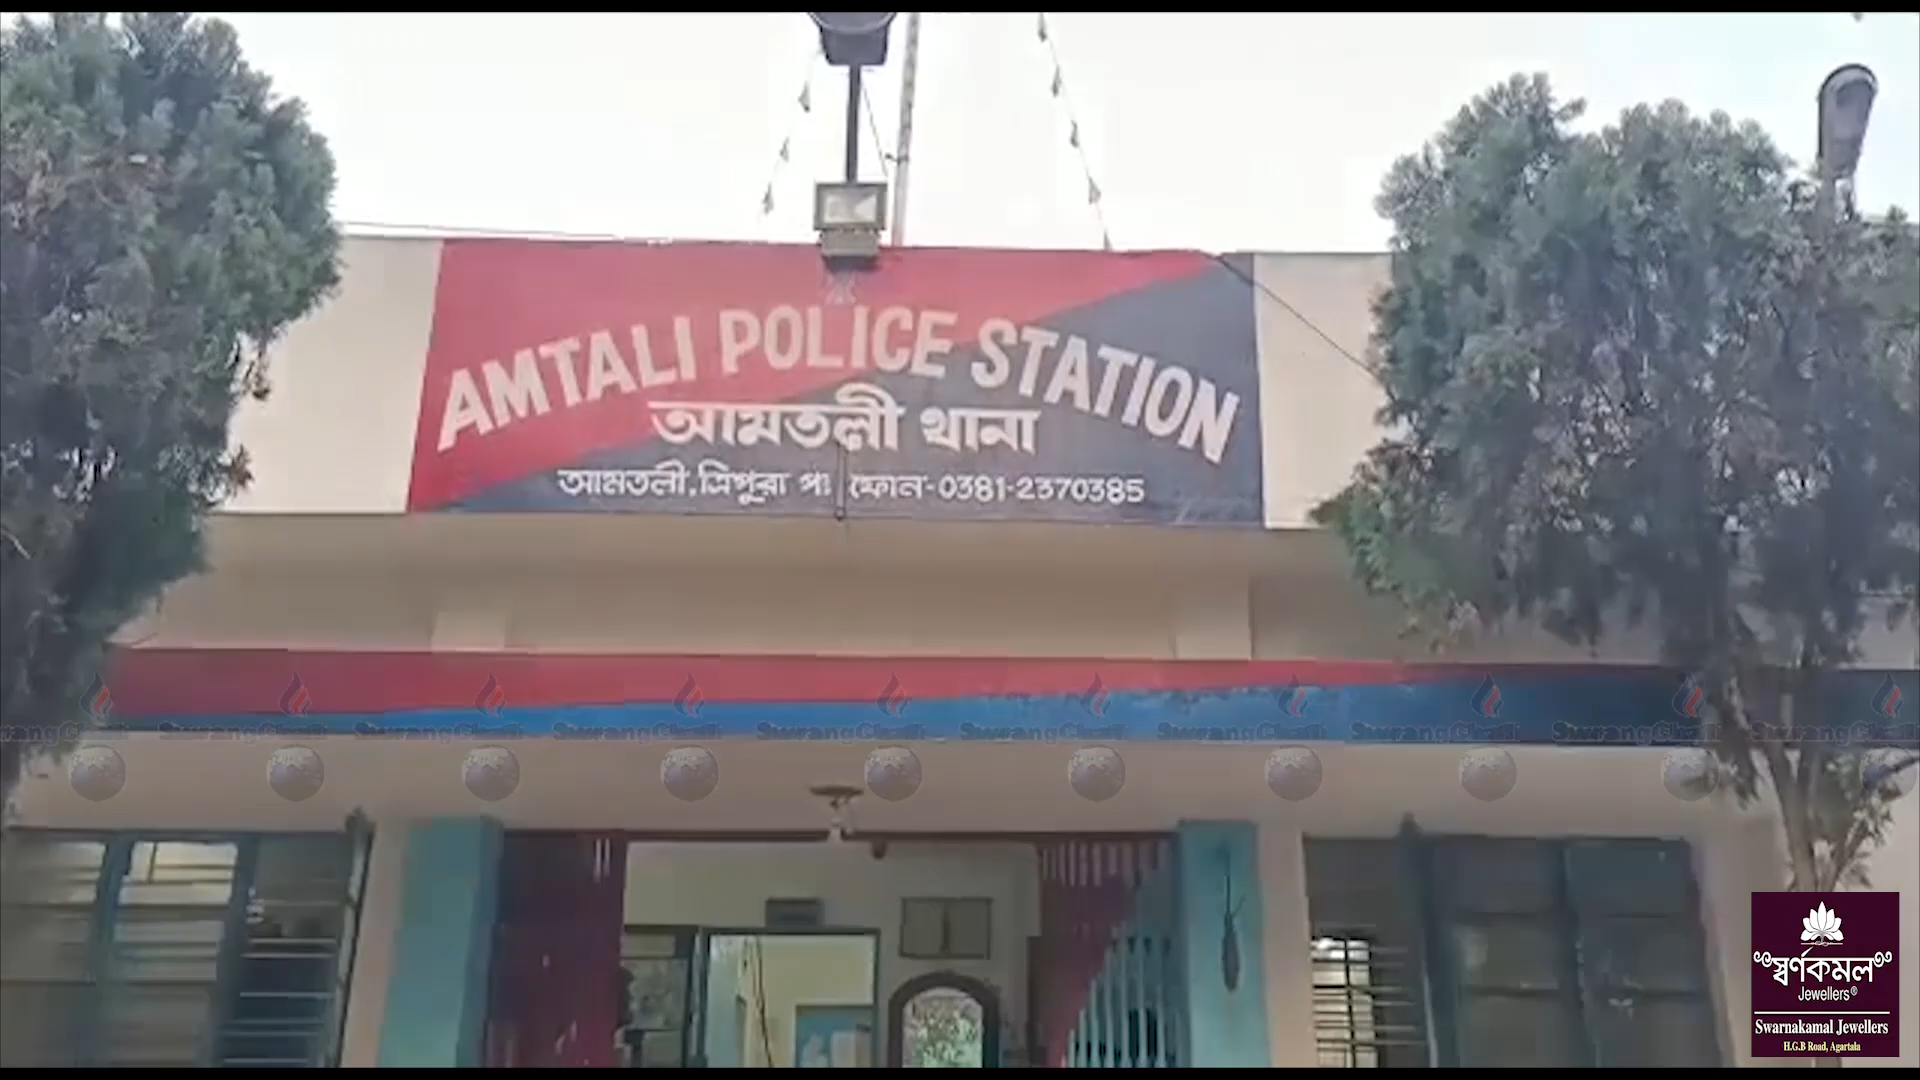 AMTALI POLICE STATION
আমতলী থানা
আমতলী, ত্রিপুরা পঃ ফোন-0381-2370385
স্বর্ণকমল
Jewellers®
Swarnakamal Jewellers
H.G.B Road, Agartala